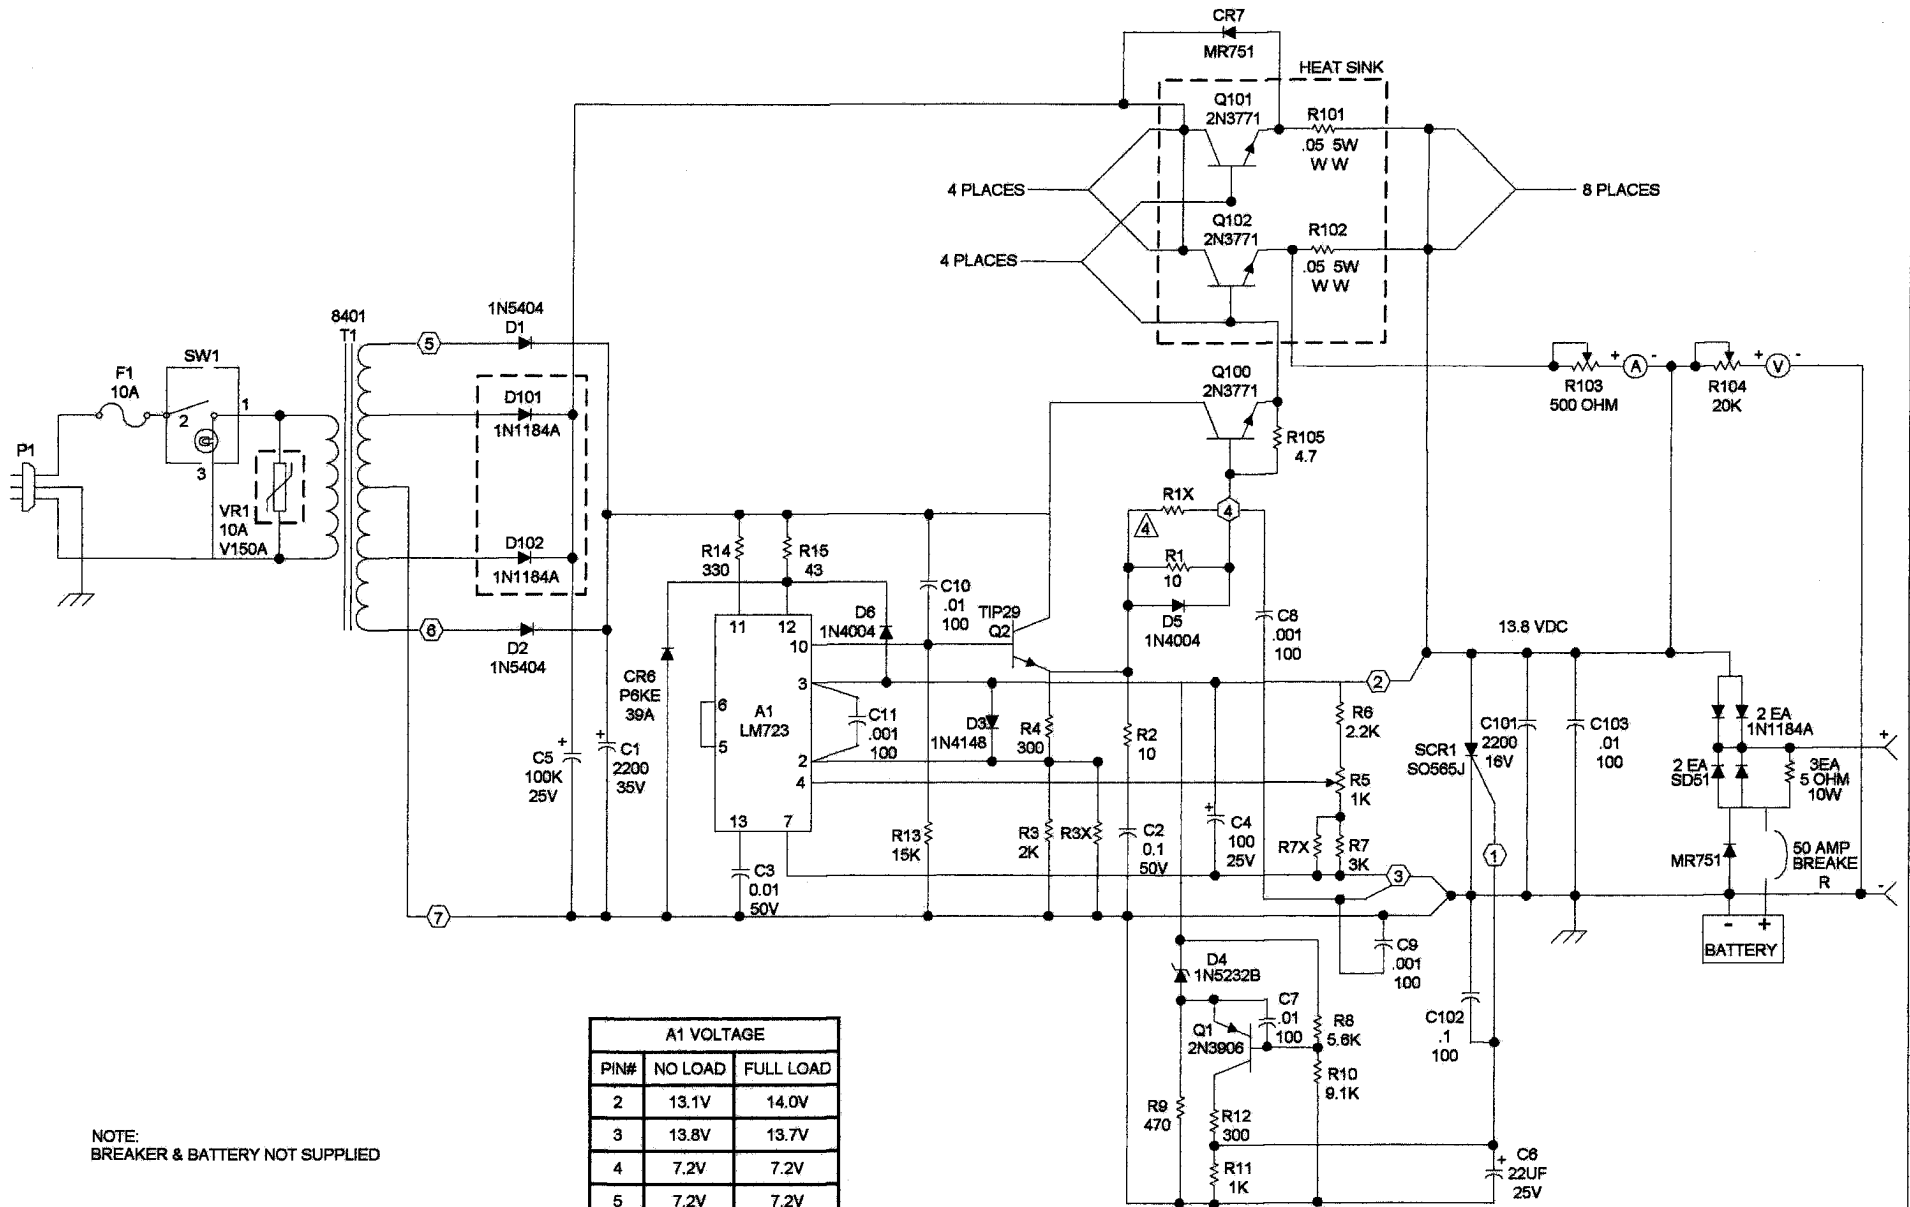 CR7
MR751
HEAT SINK
Q101
2N3771
R101
.05 5W
W W
4 PLACES
8 PLACES
Q102
2N3771
R102
.05 5W
W W
4 PLACES
8401
T1
1N5404
D1
5
SW1
F1
10A
1
2
3
P1
VR1
10A
V150A
D101
1N1184A
D102
1N1184A
6
D2
1N5404
Q100
2N3771
R105
4.7
R103
500 OHM
+ A -
R104
20K
+ V -
R1X
4
4
R1
10
D5
1N4004
R14
330
R15
43
C10
.01
100
D6
1N4004
TIP29
Q2
C8
.001
100
13.8 VDC
11
12
10
3
6
5
2
4
13
7
A1
LM723
CR6
P6KE
39A
C11
.001
100
D3
1N4148
R4
300
R2
10
2
R6
2.2K
R5
1K
C5
100K
25V
+
C1
2200
35V
+
R13
15K
R3
2K
R3X
C2
0.1
50V
C4
100
25V
+
R7X
R7
3K
C3
0.01
50V
7
3
SCR1
SO565J
C101
2200
16V
C103
.01
100
2 EA
1N1184A
2 EA
SD51
3EA
5 OHM
10W
+
1
MR751
50 AMP
BREAKE
R
-
- +
BATTERY
C9
.001
100
D4
1N5232B
C7
.01
100
Q1
2N3906
R8
5.6K
R10
9.1K
C102
.1
100
R9
470
R12
300
R11
1K
+
C6
22UF
25V
A1 VOLTAGE
PIN# NO LOAD FULL LOAD
2 13.1V 14.0V
3 13.8V 13.7V
4 7.2V 7.2V
5 7.2V 7.2V
NOTE:
BREAKER & BATTERY NOT SUPPLIED